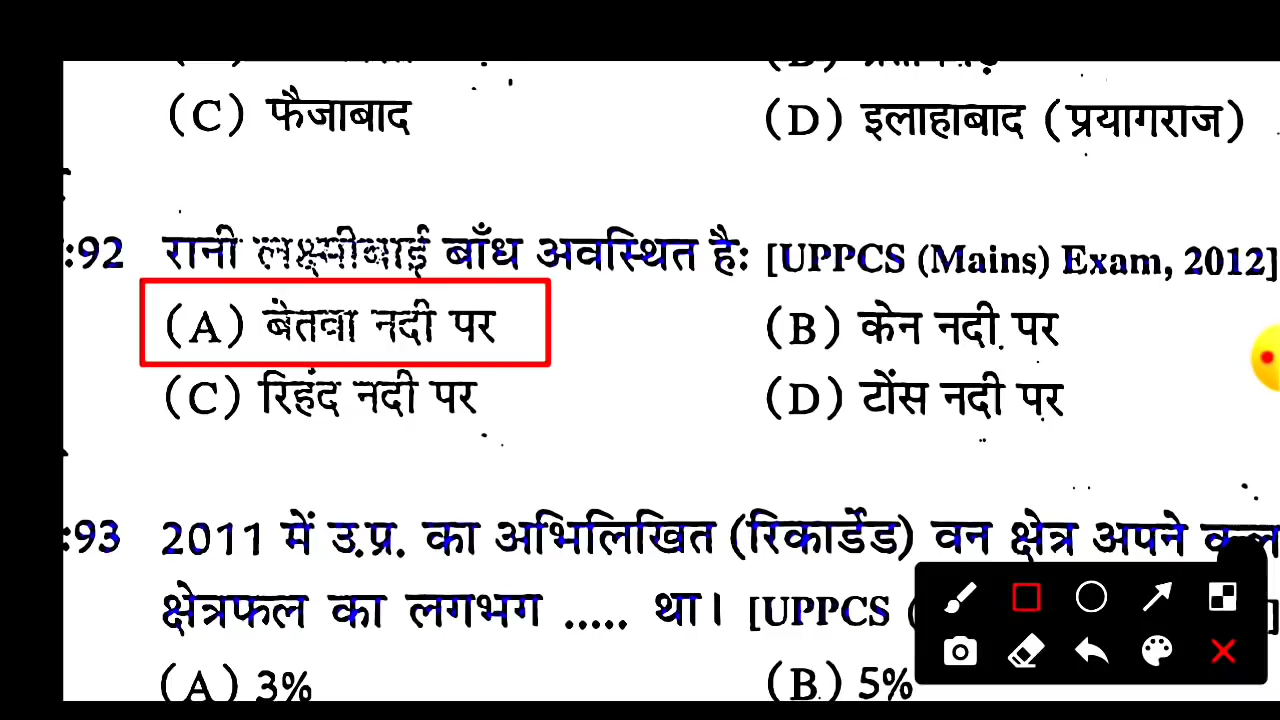 (C) फैजाबाद (D) इलाहाबाद (प्रयागराज)
:92 रानी लक्ष्मीबाई बाँध अवस्थित है: [UPPCS (Mains) Exam, 2012]
(A) बेतवा नदी पर (B) केन नदी पर
(C) रिहंद नदी पर (D) टोंस नदी पर
:93 2011 में उ.प्र. का अभिलिखित (रिकार्डेड) वन क्षेत्र अपने
क्षेत्रफल का लगभग ..... था। [UPPCS
(A) 3% (B) 5%